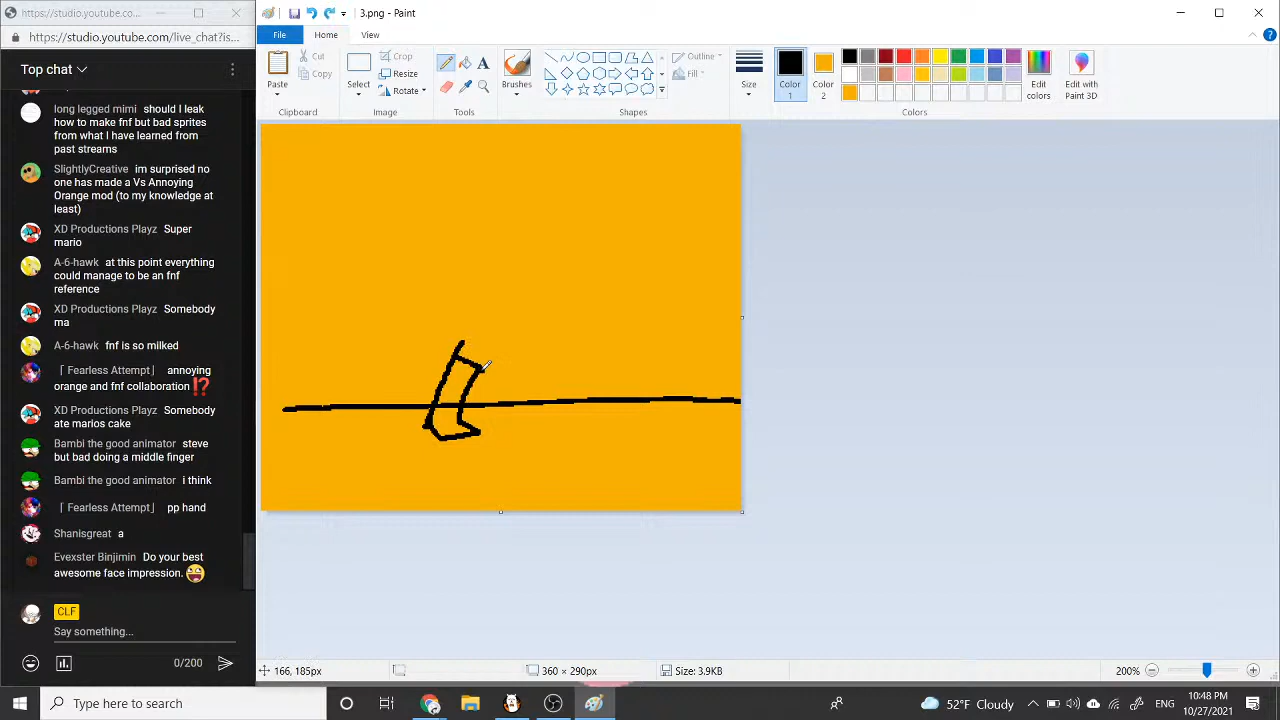 https://studio.youtube.com/live_chat?is...
https://studio.youtube.com/live_chat?is...
Top chat
long legged mimi should I leak
how to make fnf but bad sprites
from what I have learned from
past streams
SlightlyCreative im surprised no
one has made a Vs Annoying
Orange mod (to my knowledge at
least)
XD Productions Playz Super
mario
A-6-hawk at this point everything
could manage to be an fnf
reference
XD Productions Playz Somebody
ma
A-6-hawk fnf is so milked
「 Fearless Attempt」 annoying
orange and fnf collaboration ⁉️
XD Productions Playz Somebody
ate marios cake
Bambi the good animator steve
but bad doing a middle finger
Bambi the good animator i think
「 Fearless Attempt」 pp hand
Shanisgreat a
Evexster Binjimin Do your best
awesome face impression. 😆
CLF
Say something...
0/200
3.png - Paint
File Home View
Paste
Cut
Copy
Clipboard
Select
Crop
Resize
Rotate
Image
A
Tools
Brushes
Outline
Fill
Shapes
Size
Color
1
Color
2
Edit
colors
Edit with
Paint 3D
Colors
166, 185px
360 × 290px
Size: 3.9KB
200%
Type here to search
52°F Cloudy
ENG
10:48 PM
10/27/2021